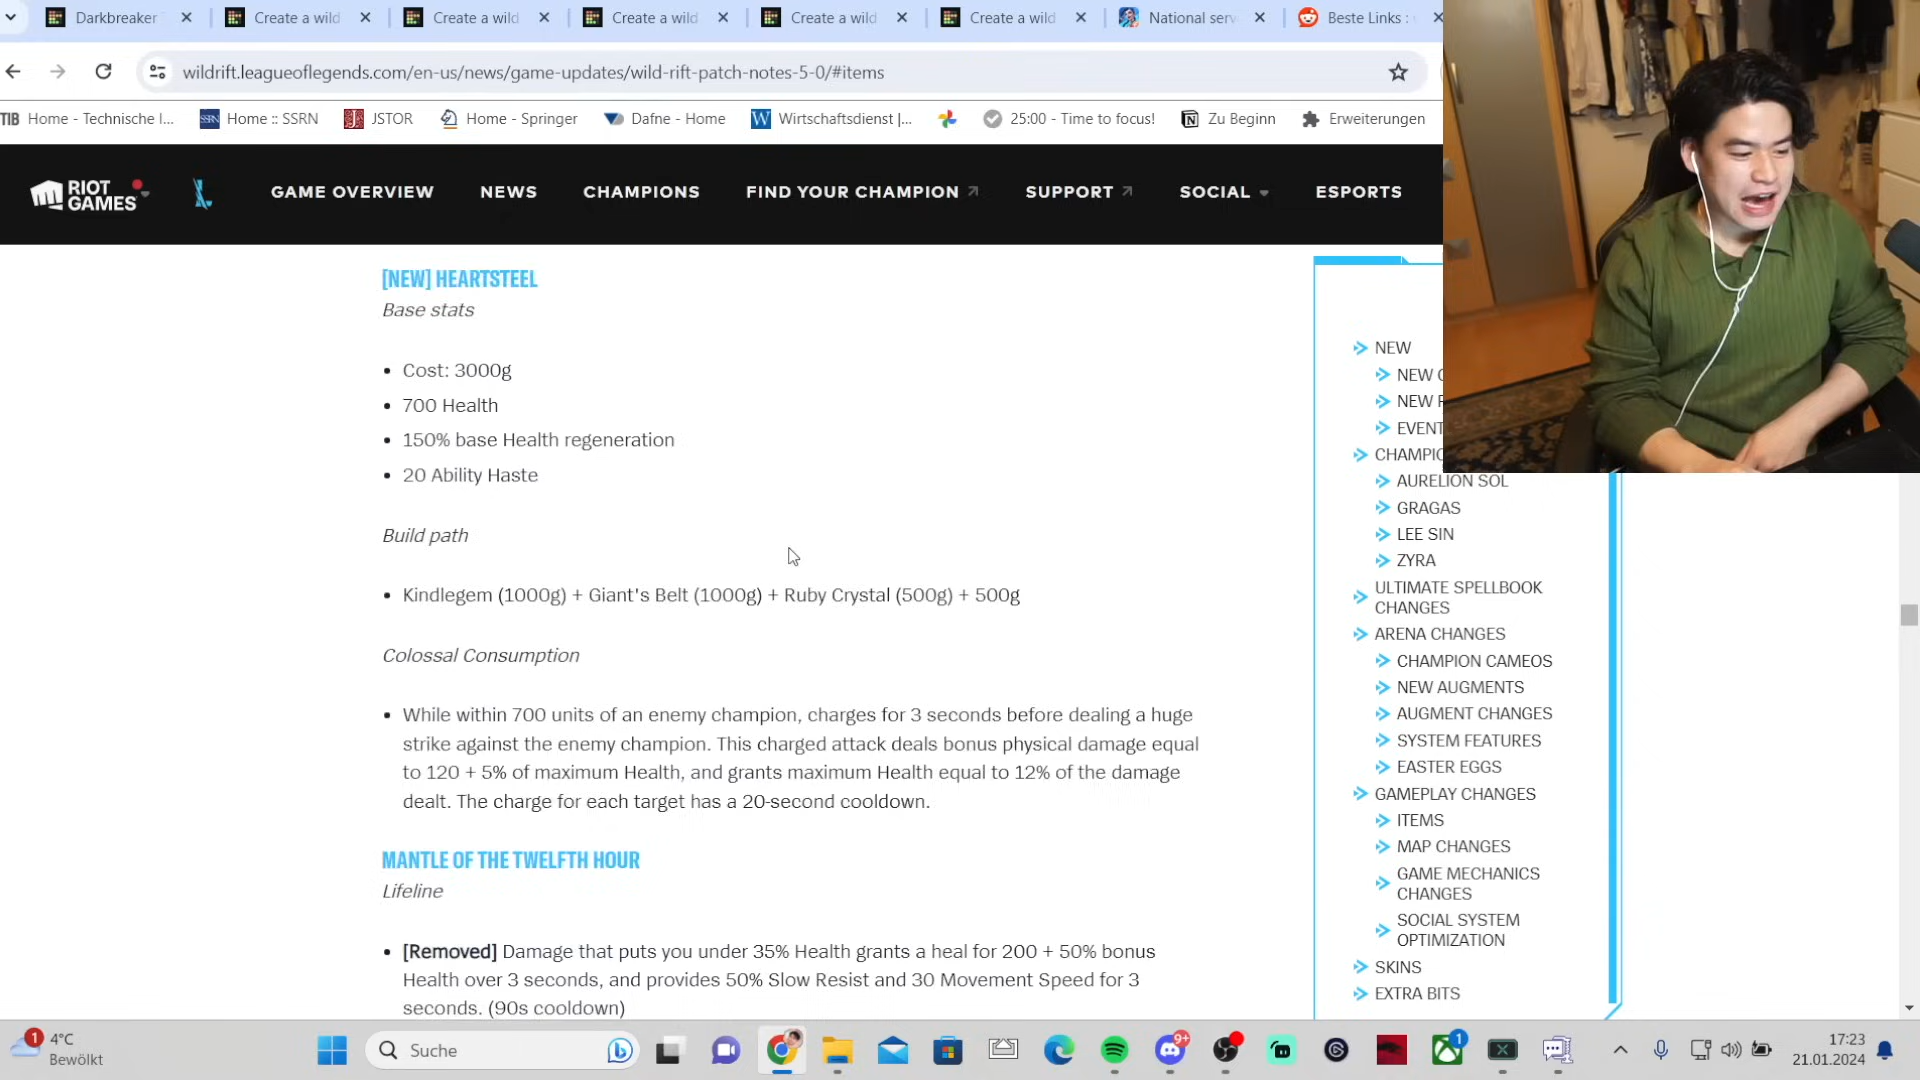 Darkbreaker
Create a wild
Create a wild
Create a wild
Create a wild
Create a wild
National serv
Beste Links :
wildrift.leagueoflegends.com/en-us/news/game-updates/wild-rift-patch-notes-5-0/#items
TIB Home - Technische I...
SSRN Home :: SSRN
JSTOR
Home - Springer
Dafne - Home
W Wirtschaftsdienst |...
25:00 - Time to focus!
Zu Beginn
Erweiterungen
RIOT
GAMES
GAME OVERVIEW
NEWS
CHAMPIONS
FIND YOUR CHAMPION
SUPPORT
SOCIAL
ESPORTS
[NEW] HEARTSTEEL
Base stats
• Cost: 3000g
• 700 Health
• 150% base Health regeneration
• 20 Ability Haste
Build path
• Kindlegem (1000g) + Giant's Belt (1000g) + Ruby Crystal (500g) + 500g
Colossal Consumption
• While within 700 units of an enemy champion, charges for 3 seconds before dealing a huge
strike against the enemy champion. This charged attack deals bonus physical damage equal
to 120 + 5% of maximum Health, and grants maximum Health equal to 12% of the damage
dealt. The charge for each target has a 20-second cooldown.
MANTLE OF THE TWELFTH HOUR
Lifeline
• [Removed] Damage that puts you under 35% Health grants a heal for 200 + 50% bonus
Health over 3 seconds, and provides 50% Slow Resist and 30 Movement Speed for 3
seconds. (90s cooldown)
NEW
NEW
NEW
EVENT
AURELION SOL
GRAGAS
LEE SIN
ZYRA
ULTIMATE SPELLBOOK
CHANGES
ARENA CHANGES
CHAMPION CAMEOS
NEW AUGMENTS
AUGMENT CHANGES
SYSTEM FEATURES
EASTER EGGS
GAMEPLAY CHANGES
ITEMS
MAP CHANGES
GAME MECHANICS
CHANGES
SOCIAL SYSTEM
OPTIMIZATION
SKINS
EXTRA BITS
1
4°C
Bewölkt
Suche
9+
1
17:23
21.01.2024